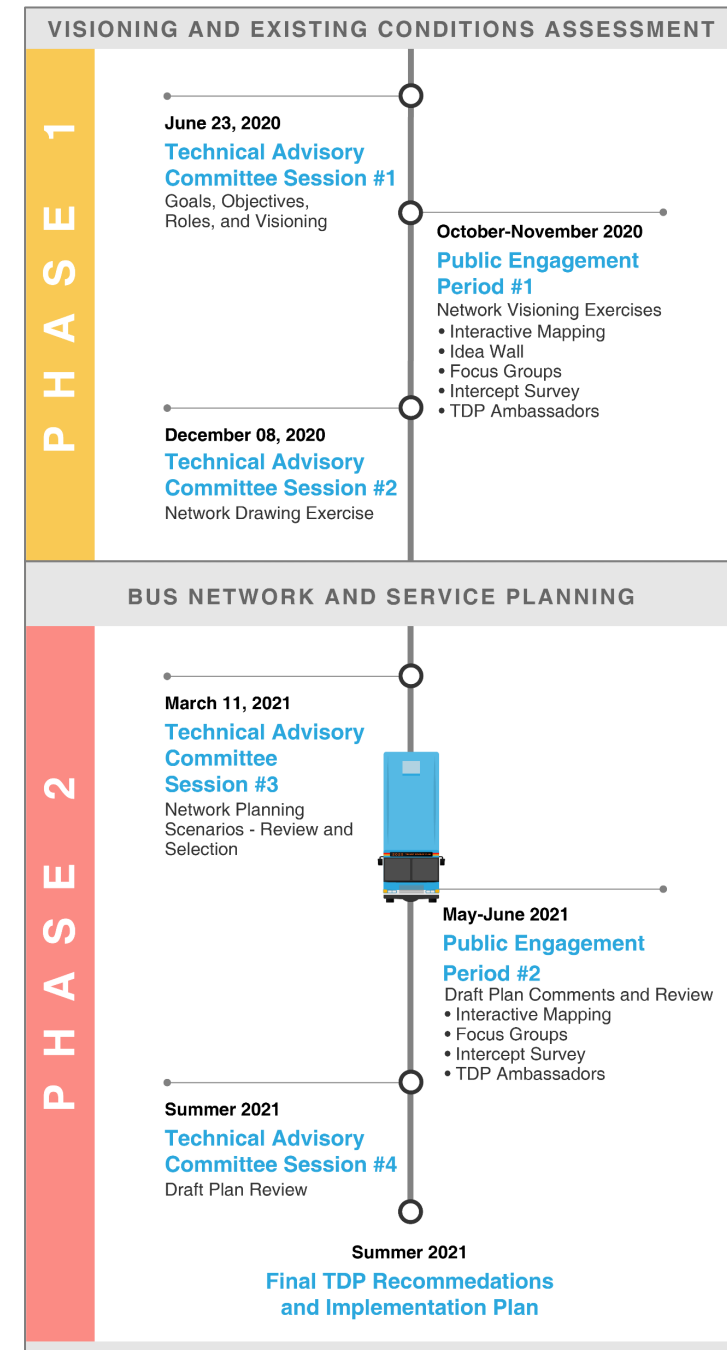 VISIONING AND EXISTING CONDITIONS ASSESSMENT
PHASE 1
June 23, 2020
Technical Advisory
Committee Session #1
Goals, Objectives,
Roles, and Visioning
October-November 2020
Public Engagement
Period #1
Network Visioning Exercises
• Interactive Mapping
• Idea Wall
• Focus Groups
• Intercept Survey
• TDP Ambassadors
December 08, 2020
Technical Advisory
Committee Session #2
Network Drawing Exercise
BUS NETWORK AND SERVICE PLANNING
PHASE 2
March 11, 2021
Technical Advisory
Committee
Session #3
Network Planning
Scenarios - Review and
Selection
May-June 2021
Public Engagement
Period #2
Draft Plan Comments and Review
• Interactive Mapping
• Focus Groups
• Intercept Survey
• TDP Ambassadors
Summer 2021
Technical Advisory
Committee Session #4
Draft Plan Review
Summer 2021
Final TDP Recommedations
and Implementation Plan